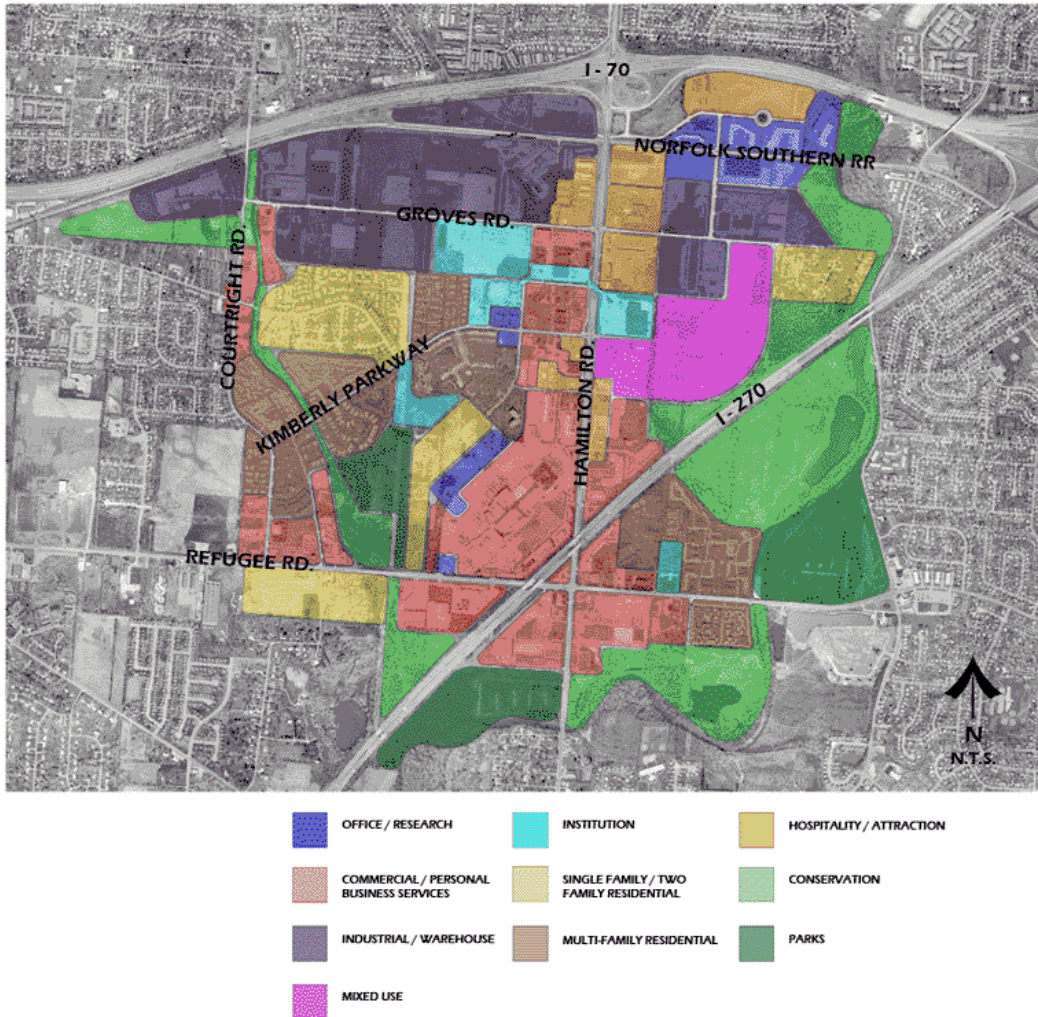 I - 70
NORFOLK SOUTHERN RR
GROVES RD.
COURTRIGHT RD.
KIMBERLY PARKWAY
HAMILTON RD.
I - 270
REFUGEE RD.
N
N.T.S.
OFFICE / RESEARCH
INSTITUTION
HOSPITALITY / ATTRACTION
COMMERCIAL / PERSONAL
BUSINESS SERVICES
SINGLE FAMILY / TWO
FAMILY RESIDENTIAL
CONSERVATION
INDUSTRIAL / WAREHOUSE
MULTI-FAMILY RESIDENTIAL
PARKS
MIXED USE